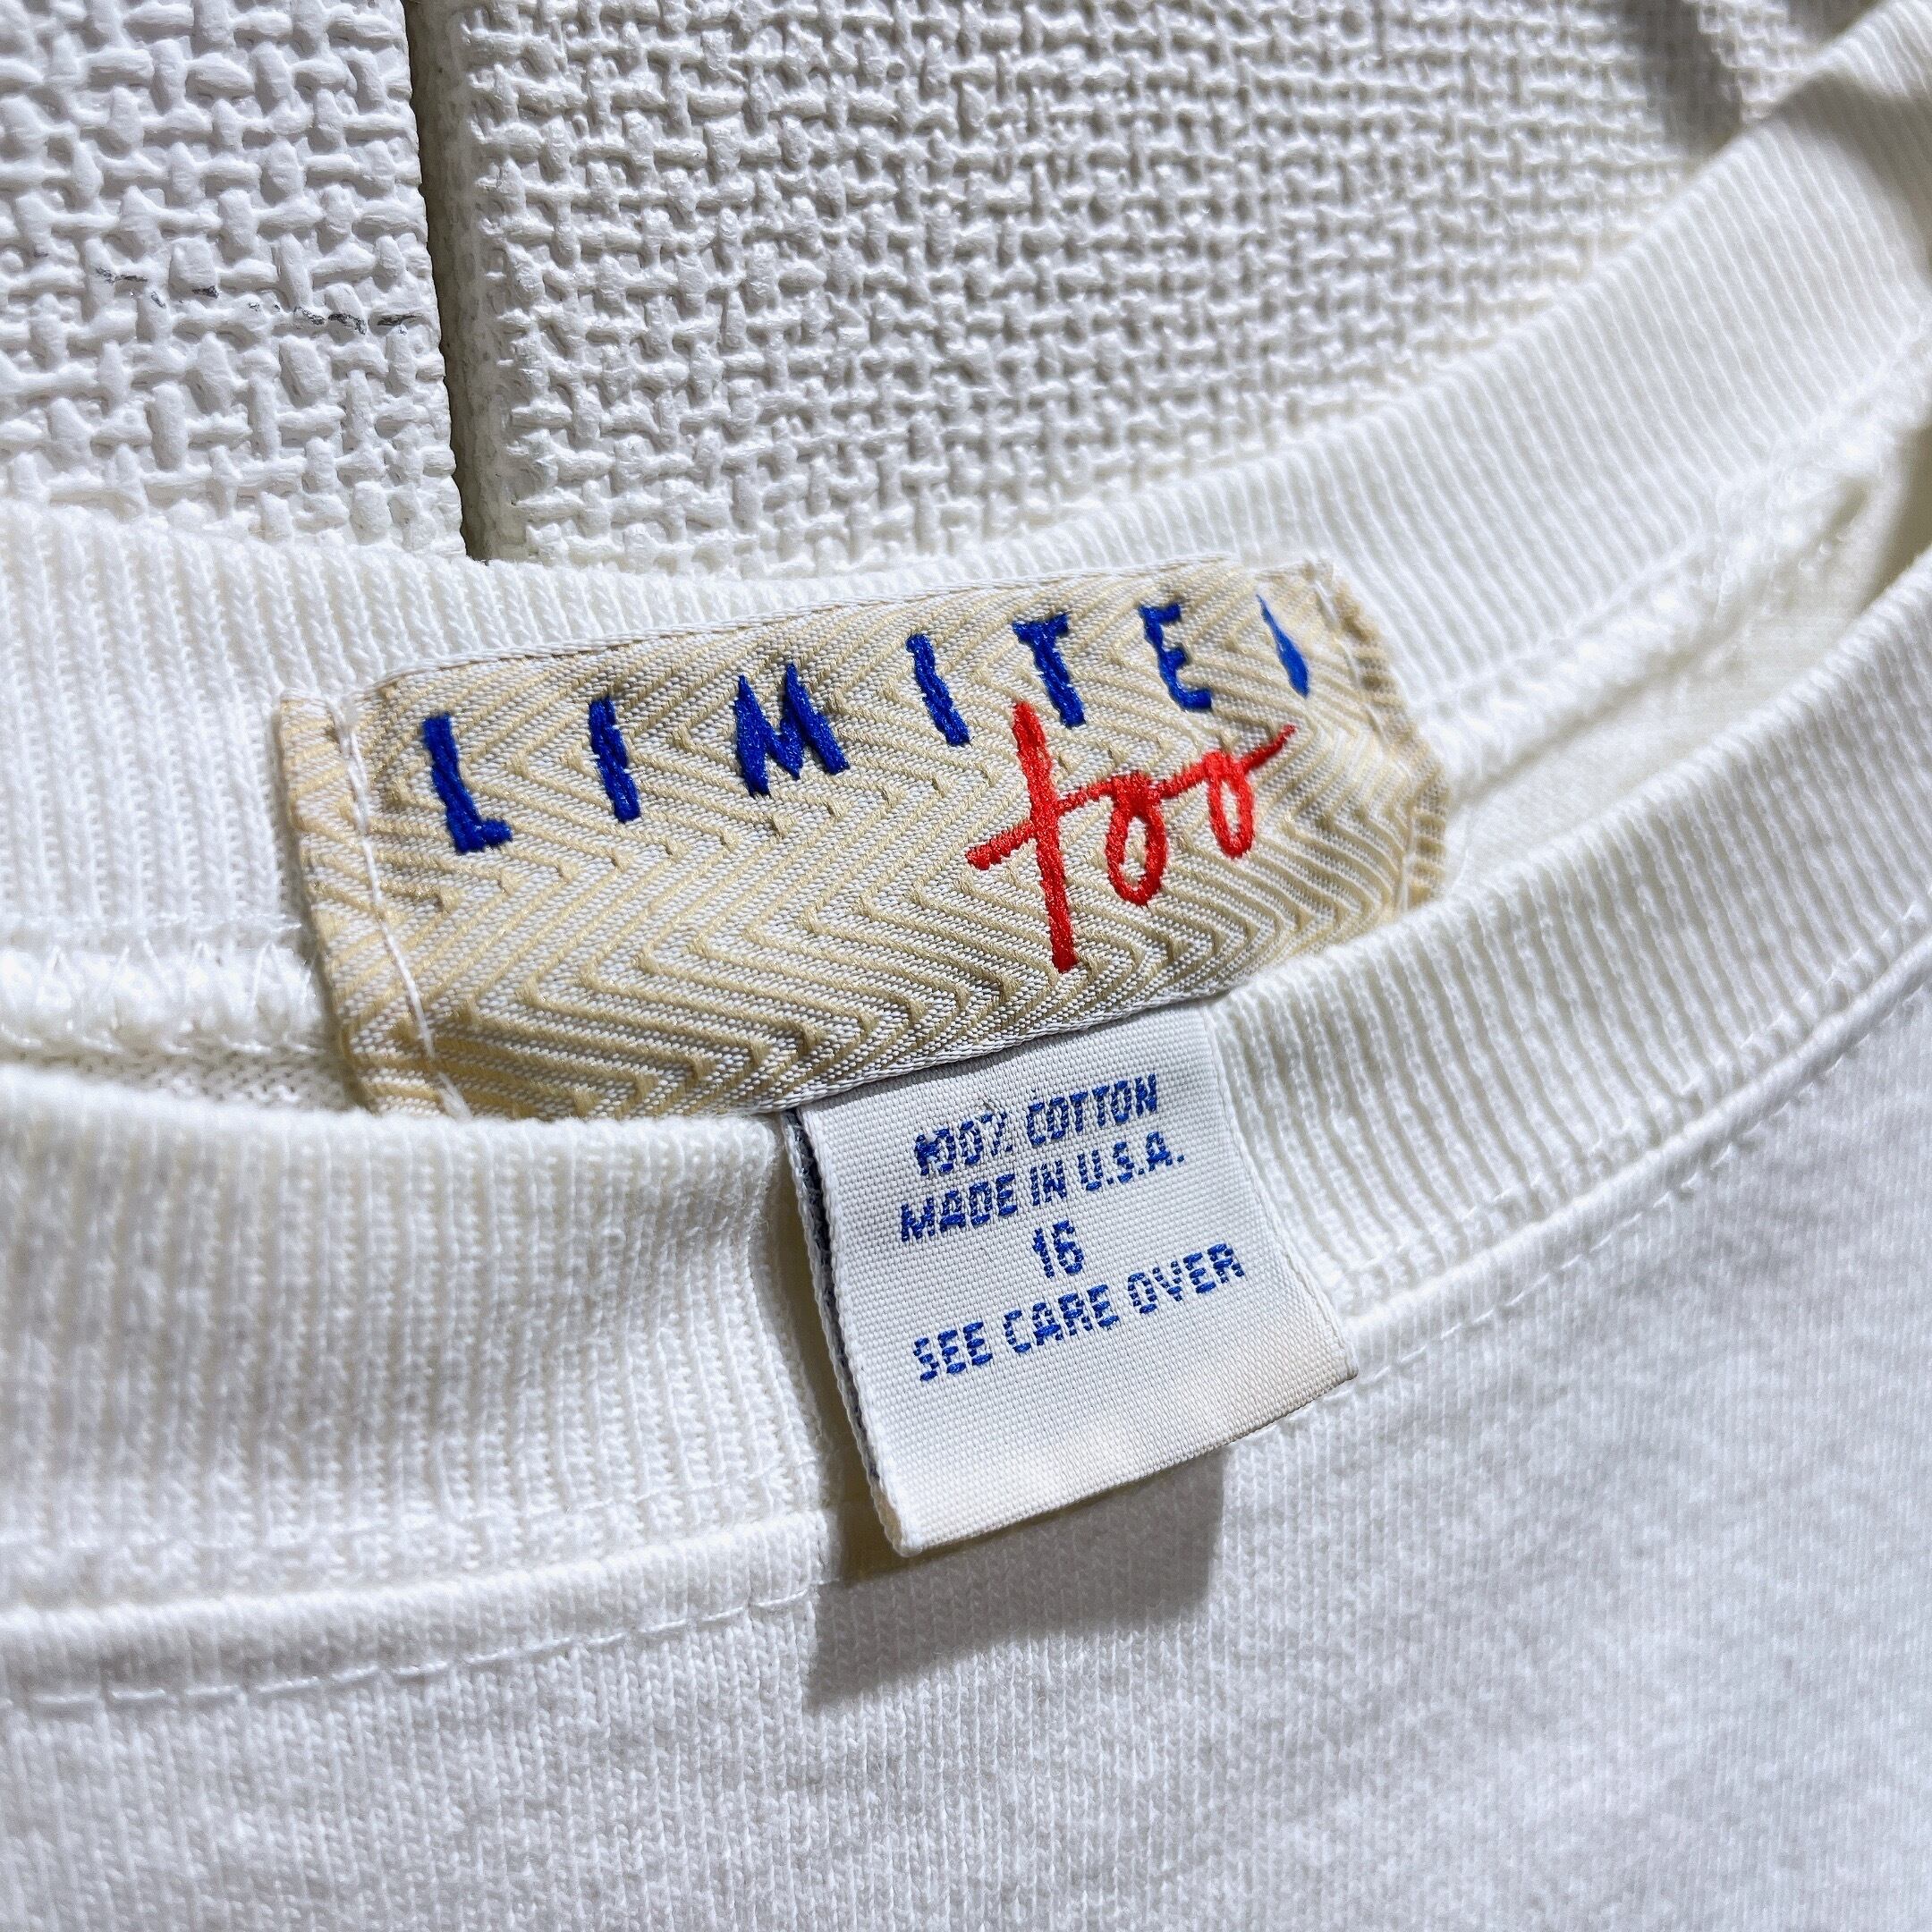 LIMITED
too
100% COTTON
MADE IN U.S.A.
16
SEE CARE OVER